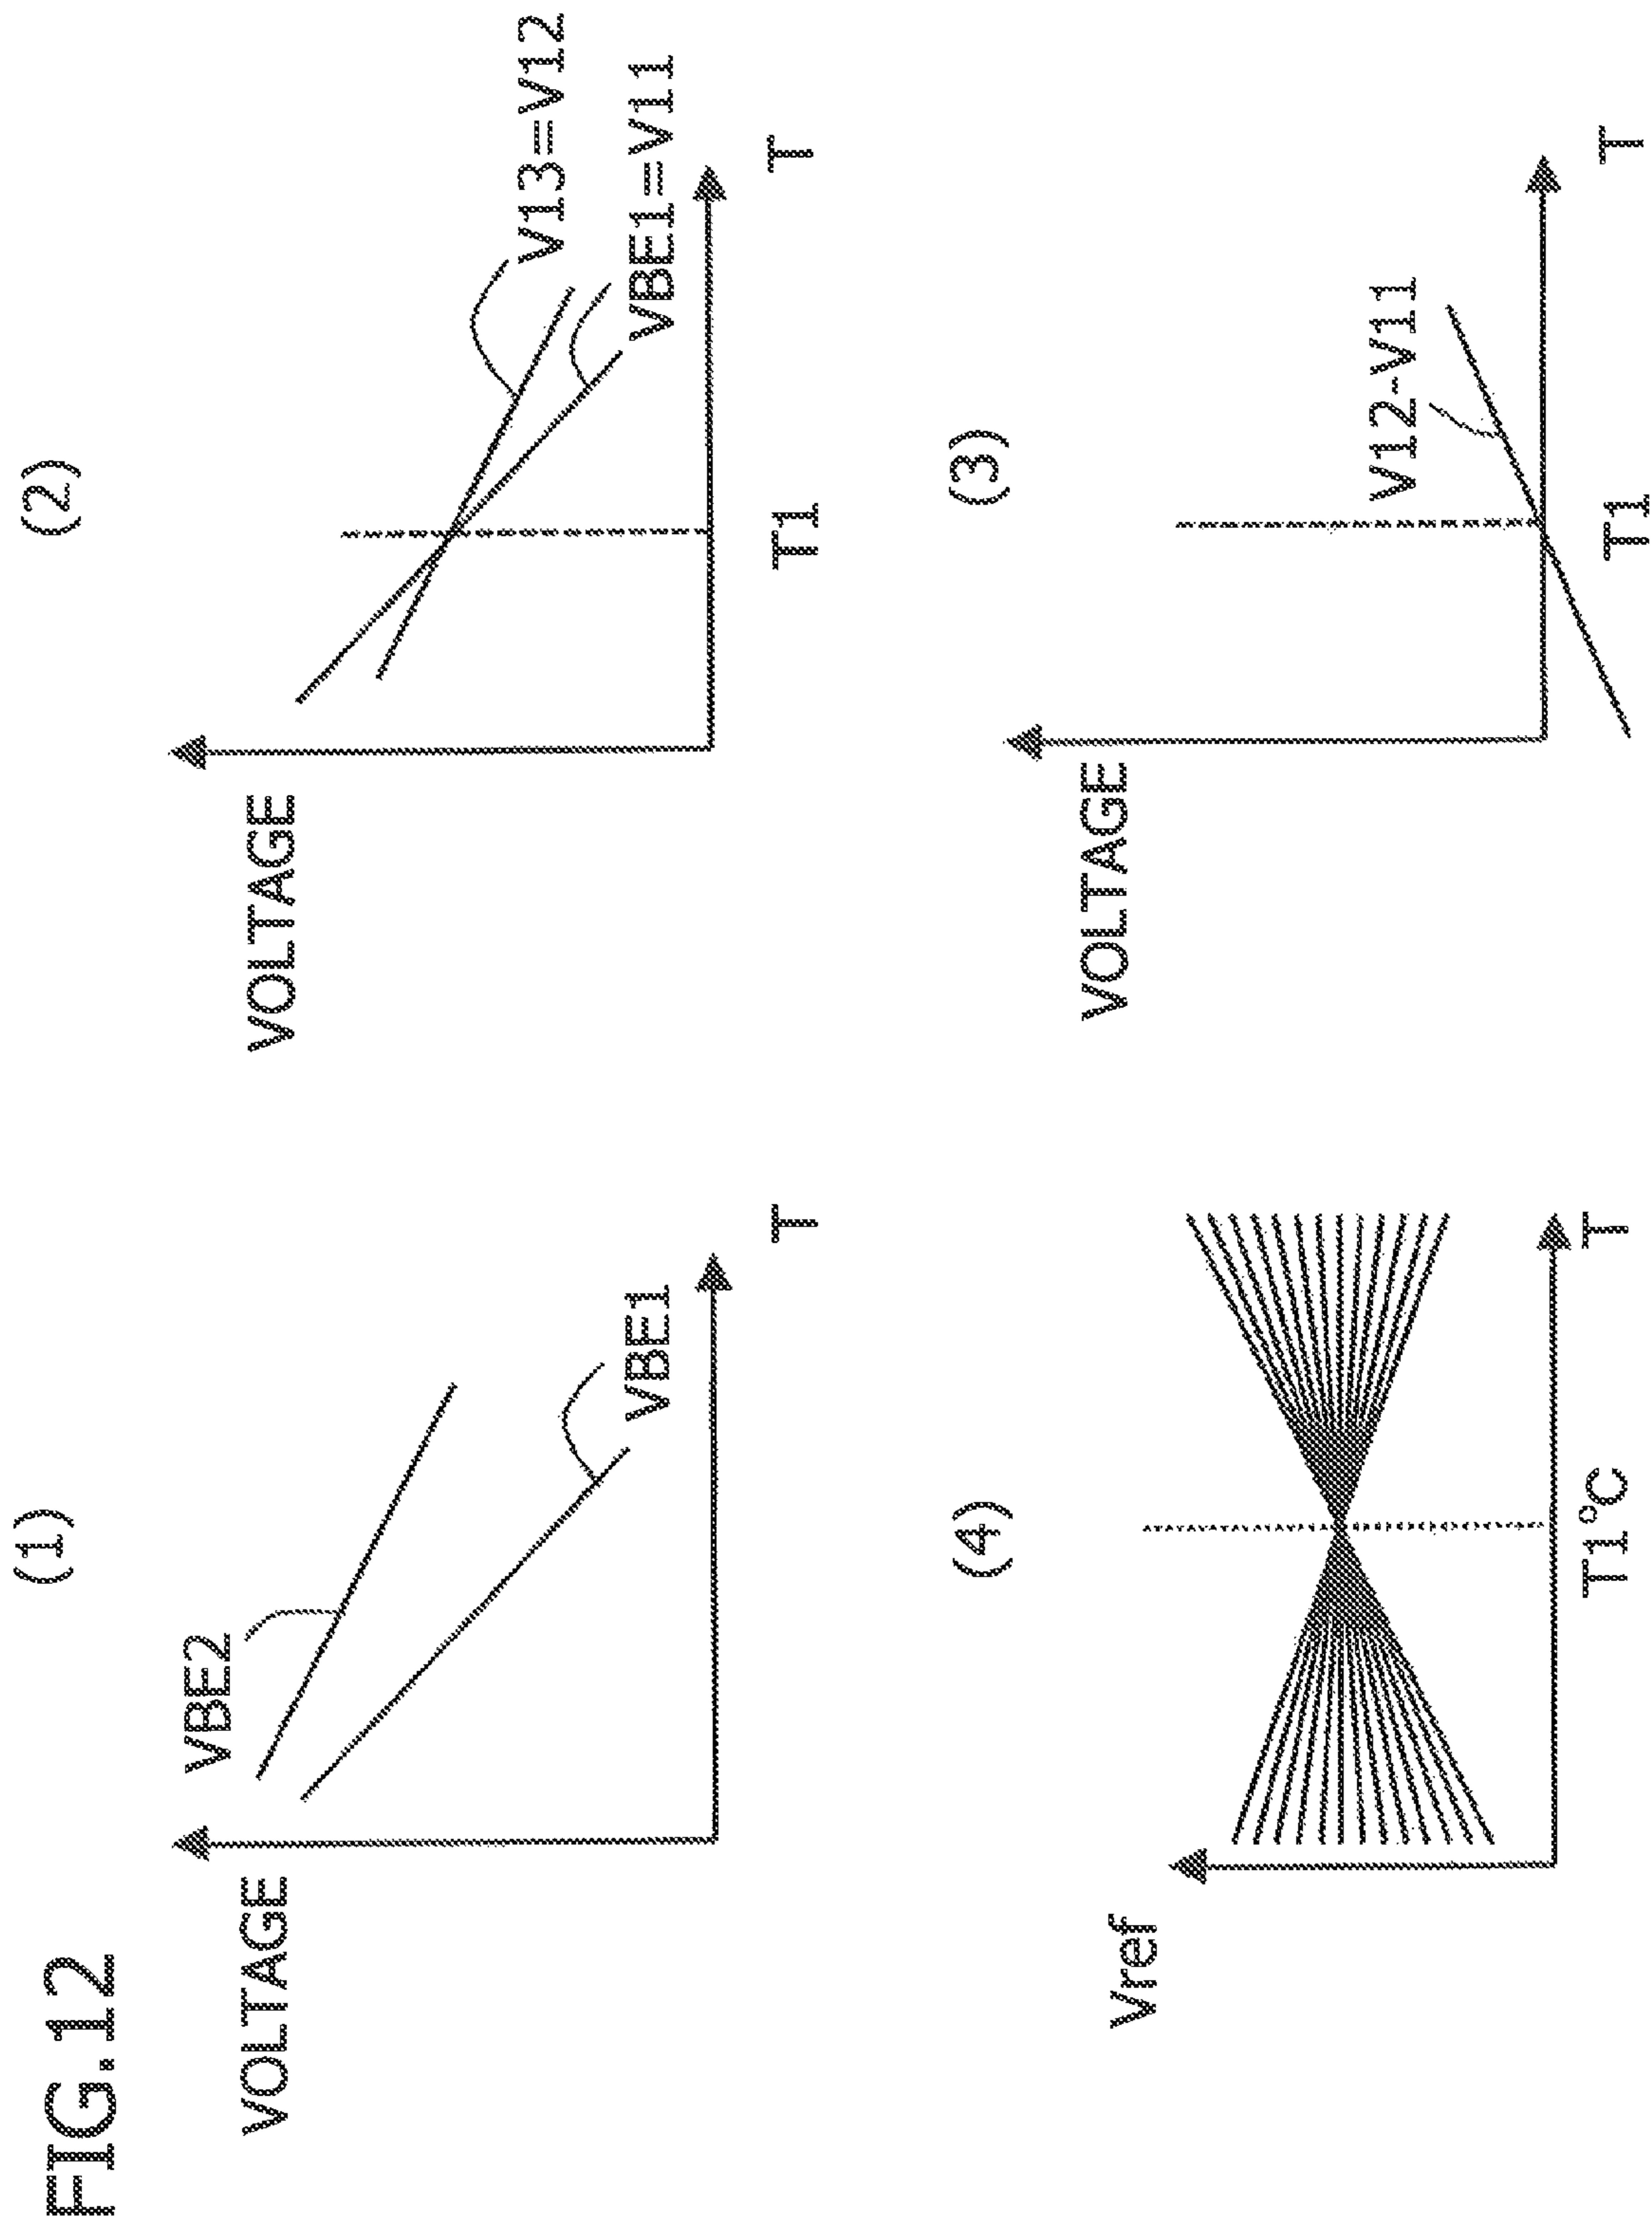 FIG.12
(1)
VOLTAGE
VBE2
VBE1
T
(2)
VOLTAGE
V13=V12
VBE1=V11
T1
T
(3)
VOLTAGE
V12-V11
T1
T
(4)
Vref
T1°C
T